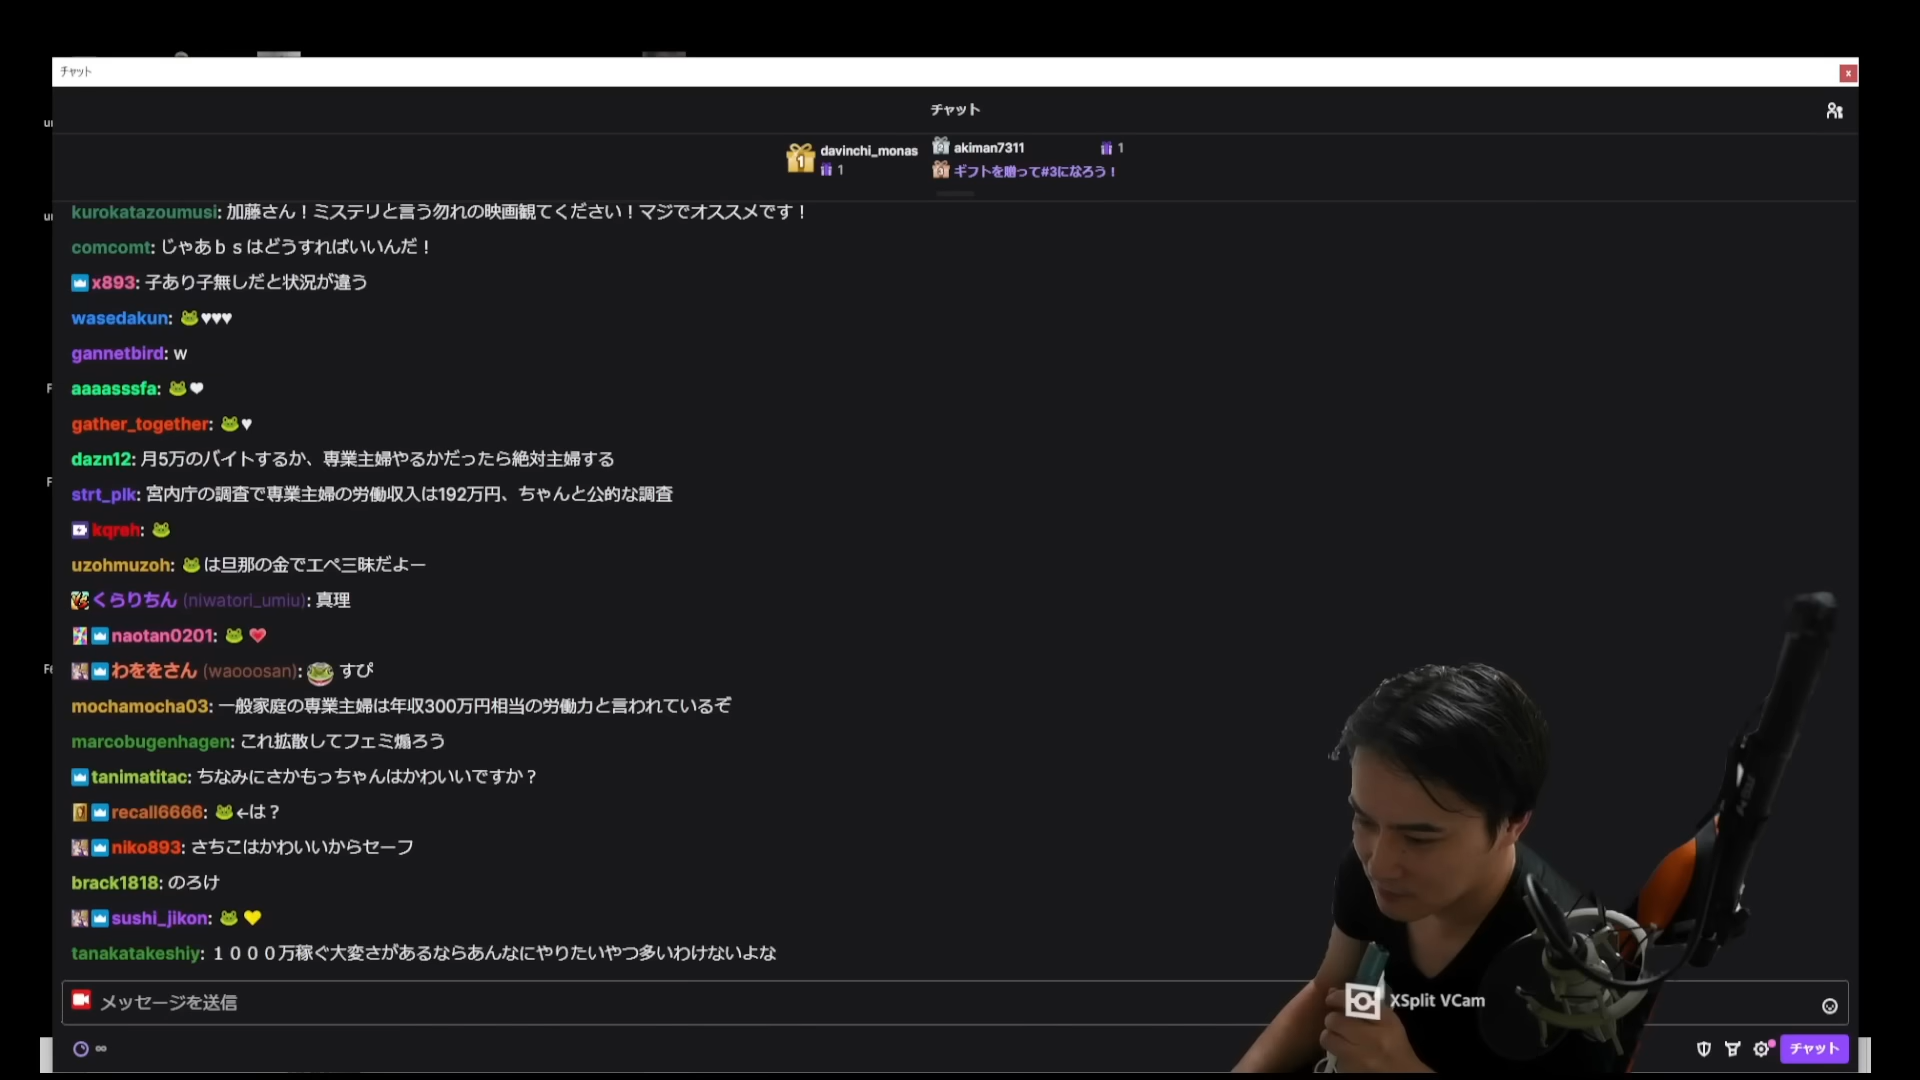 チャット
チャット
davinchi_monas
1
1
akiman7311
1
ギフトを贈って#3になろう！
kurokatazoumusi: 加藤さん！ミステリと言う勿れの映画観てください！マジでオススメです！
comcomt: じゃあｂｓはどうすればいいんだ！
x893: 子あり子無しだと状況が違う
wasedakun: 🐸♥♥♥
gannetbird: w
aaaasssfa: 🐸❤
gather_together: 🐸♥
dazn12: 月5万のバイトするか、専業主婦やるかだったら絶対主婦する
strt_plk: 宮内庁の調査で専業主婦の労働収入は192万円、ちゃんと公的な調査
kqreh: 🐸
uzohmuzoh: 🐸は旦那の金でエペ三昧だよー
くらりちん (niwatori_umiu): 真理
naotan0201: 🐸 ❤
わををさん (waooosan): すぴ
mochamocha03: 一般家庭の専業主婦は年収300万円相当の労働力と言われているぞ
marcobugenhagen: これ拡散してフェミ煽ろう
tanimatitac: ちなみにさかもっちゃんはかわいいですか？
recall6666: 🐸←は？
niko893: さちこはかわいいからセーフ
brack1818: のろけ
sushi_jikon: 🐸 💛
tanakatakeshiy: １０００万稼ぐ大変さがあるならあんなにやりたいやつ多いわけないよな
メッセージを送信
XSplit VCam
∞
チャット